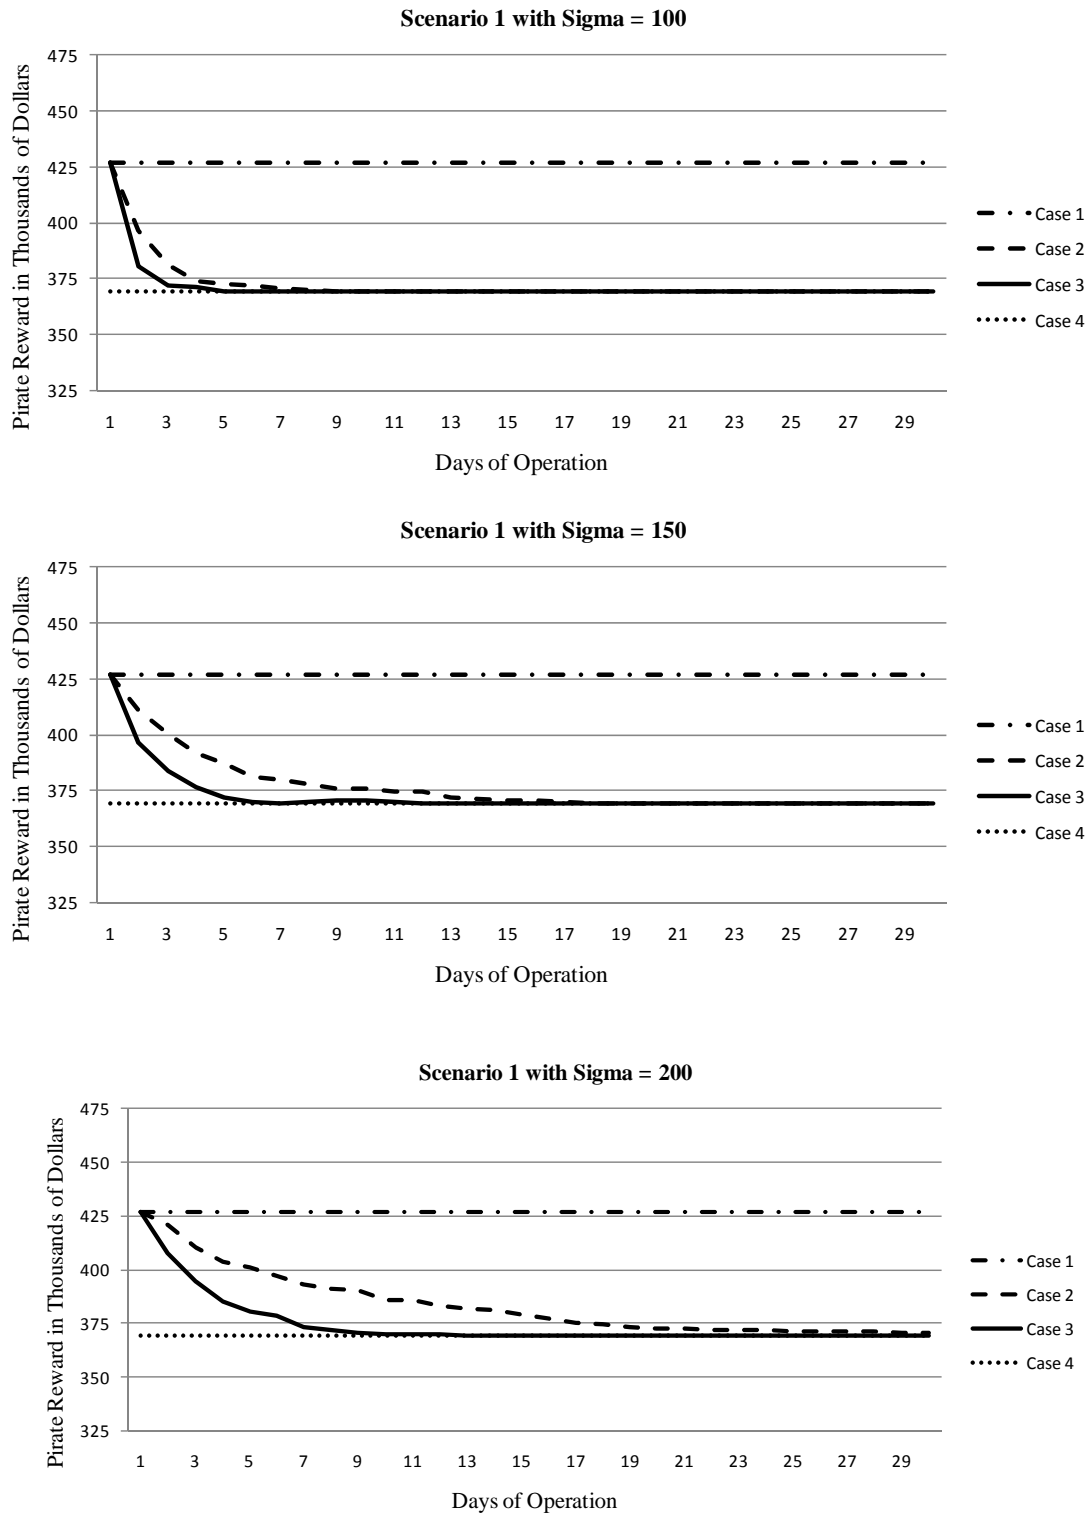 Scenario 1 with Sigma = 100
Pirate Reward in Thousands of Dollars
475
450
425
400
375
350
325
1 3 5 7 9 11 13 15 17 19 21 23 25 27 29
Days of Operation
Case 1
Case 2
Case 3
Case 4
Scenario 1 with Sigma = 150
Pirate Reward in Thousands of Dollars
475
450
425
400
375
350
325
1 3 5 7 9 11 13 15 17 19 21 23 25 27 29
Days of Operation
Case 1
Case 2
Case 3
Case 4
Scenario 1 with Sigma = 200
Pirate Reward in Thousands of Dollars
475
450
425
400
375
350
325
1 3 5 7 9 11 13 15 17 19 21 23 25 27 29
Days of Operation
Case 1
Case 2
Case 3
Case 4